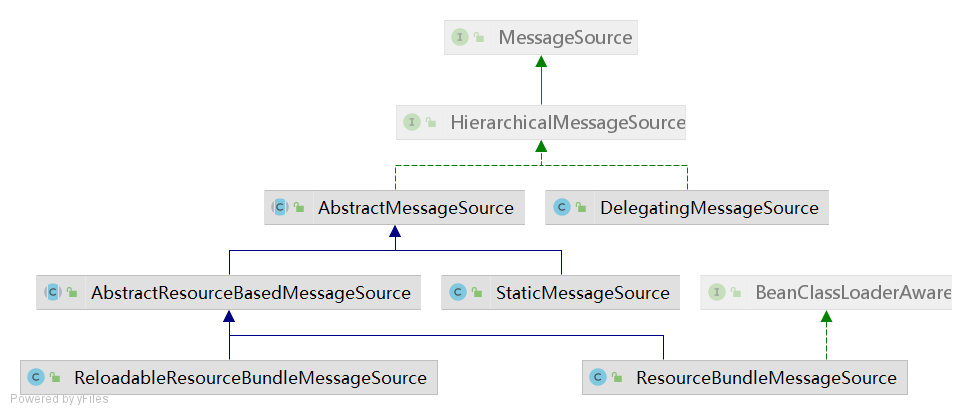 MessageSource
HierarchicalMessageSource
AbstractMessageSource
DelegatingMessageSource
AbstractResourceBasedMessageSource
StaticMessageSource
BeanClassLoaderAware
ReloadableResourceBundleMessageSource
ResourceBundleMessageSource
Powered by yFiles